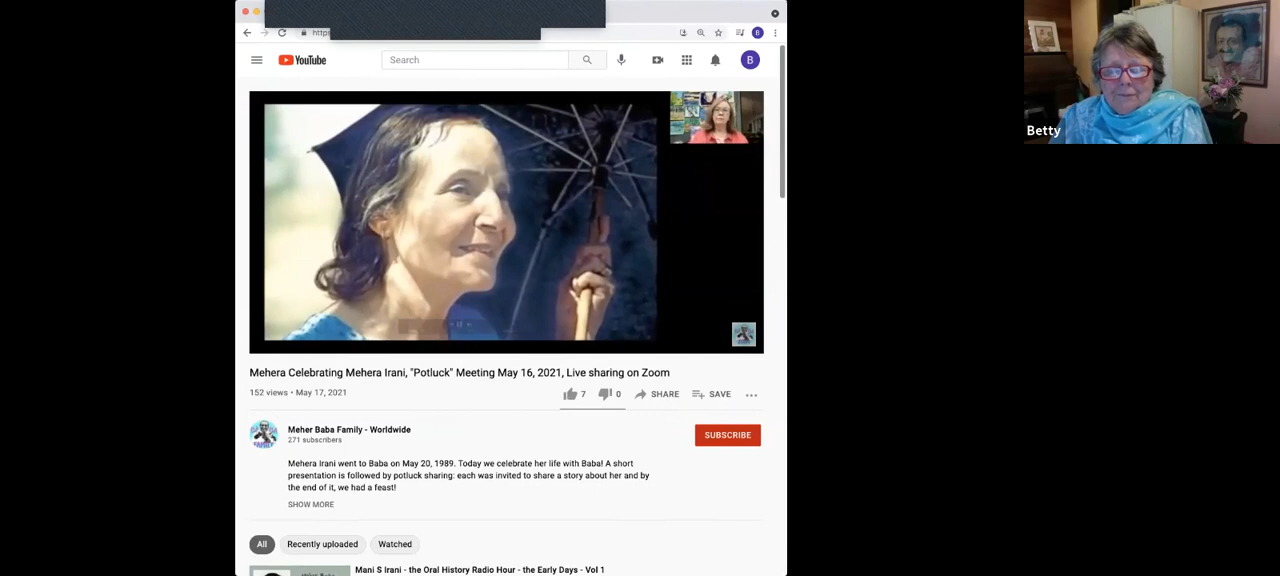 https
YouTube
Search
B
B
Mehera Celebrating Mehera Irani, "Potluck" Meeting May 16, 2021, Live sharing on Zoom
152 views • May 17, 2021
7
0
SHARE
SAVE
Meher Baba Family - Worldwide
271 subscribers
SUBSCRIBE
Mehera Irani went to Baba on May 20, 1989. Today we celebrate her life with Baba! A short
presentation is followed by potluck sharing: each was invited to share a story about her and by
the end of it, we had a feast!
SHOW MORE
All
Recently uploaded
Watched
Mani S Irani - the Oral History Radio Hour - the Early Days - Vol 1
Betty